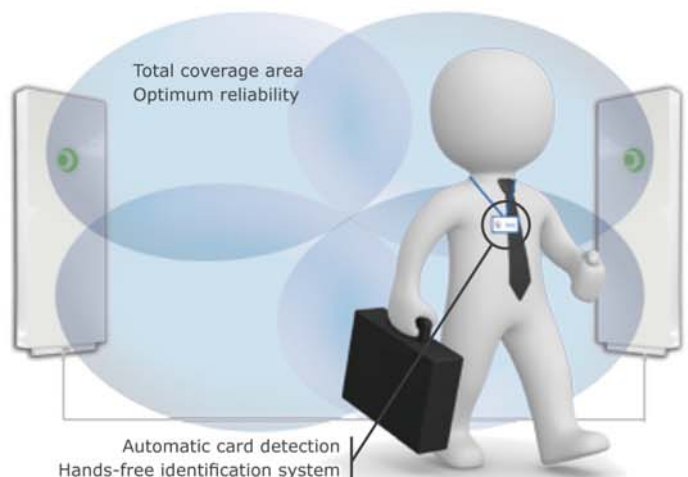 Total coverage area
Optimum reliability
Automatic card detection
Hands-free identification system